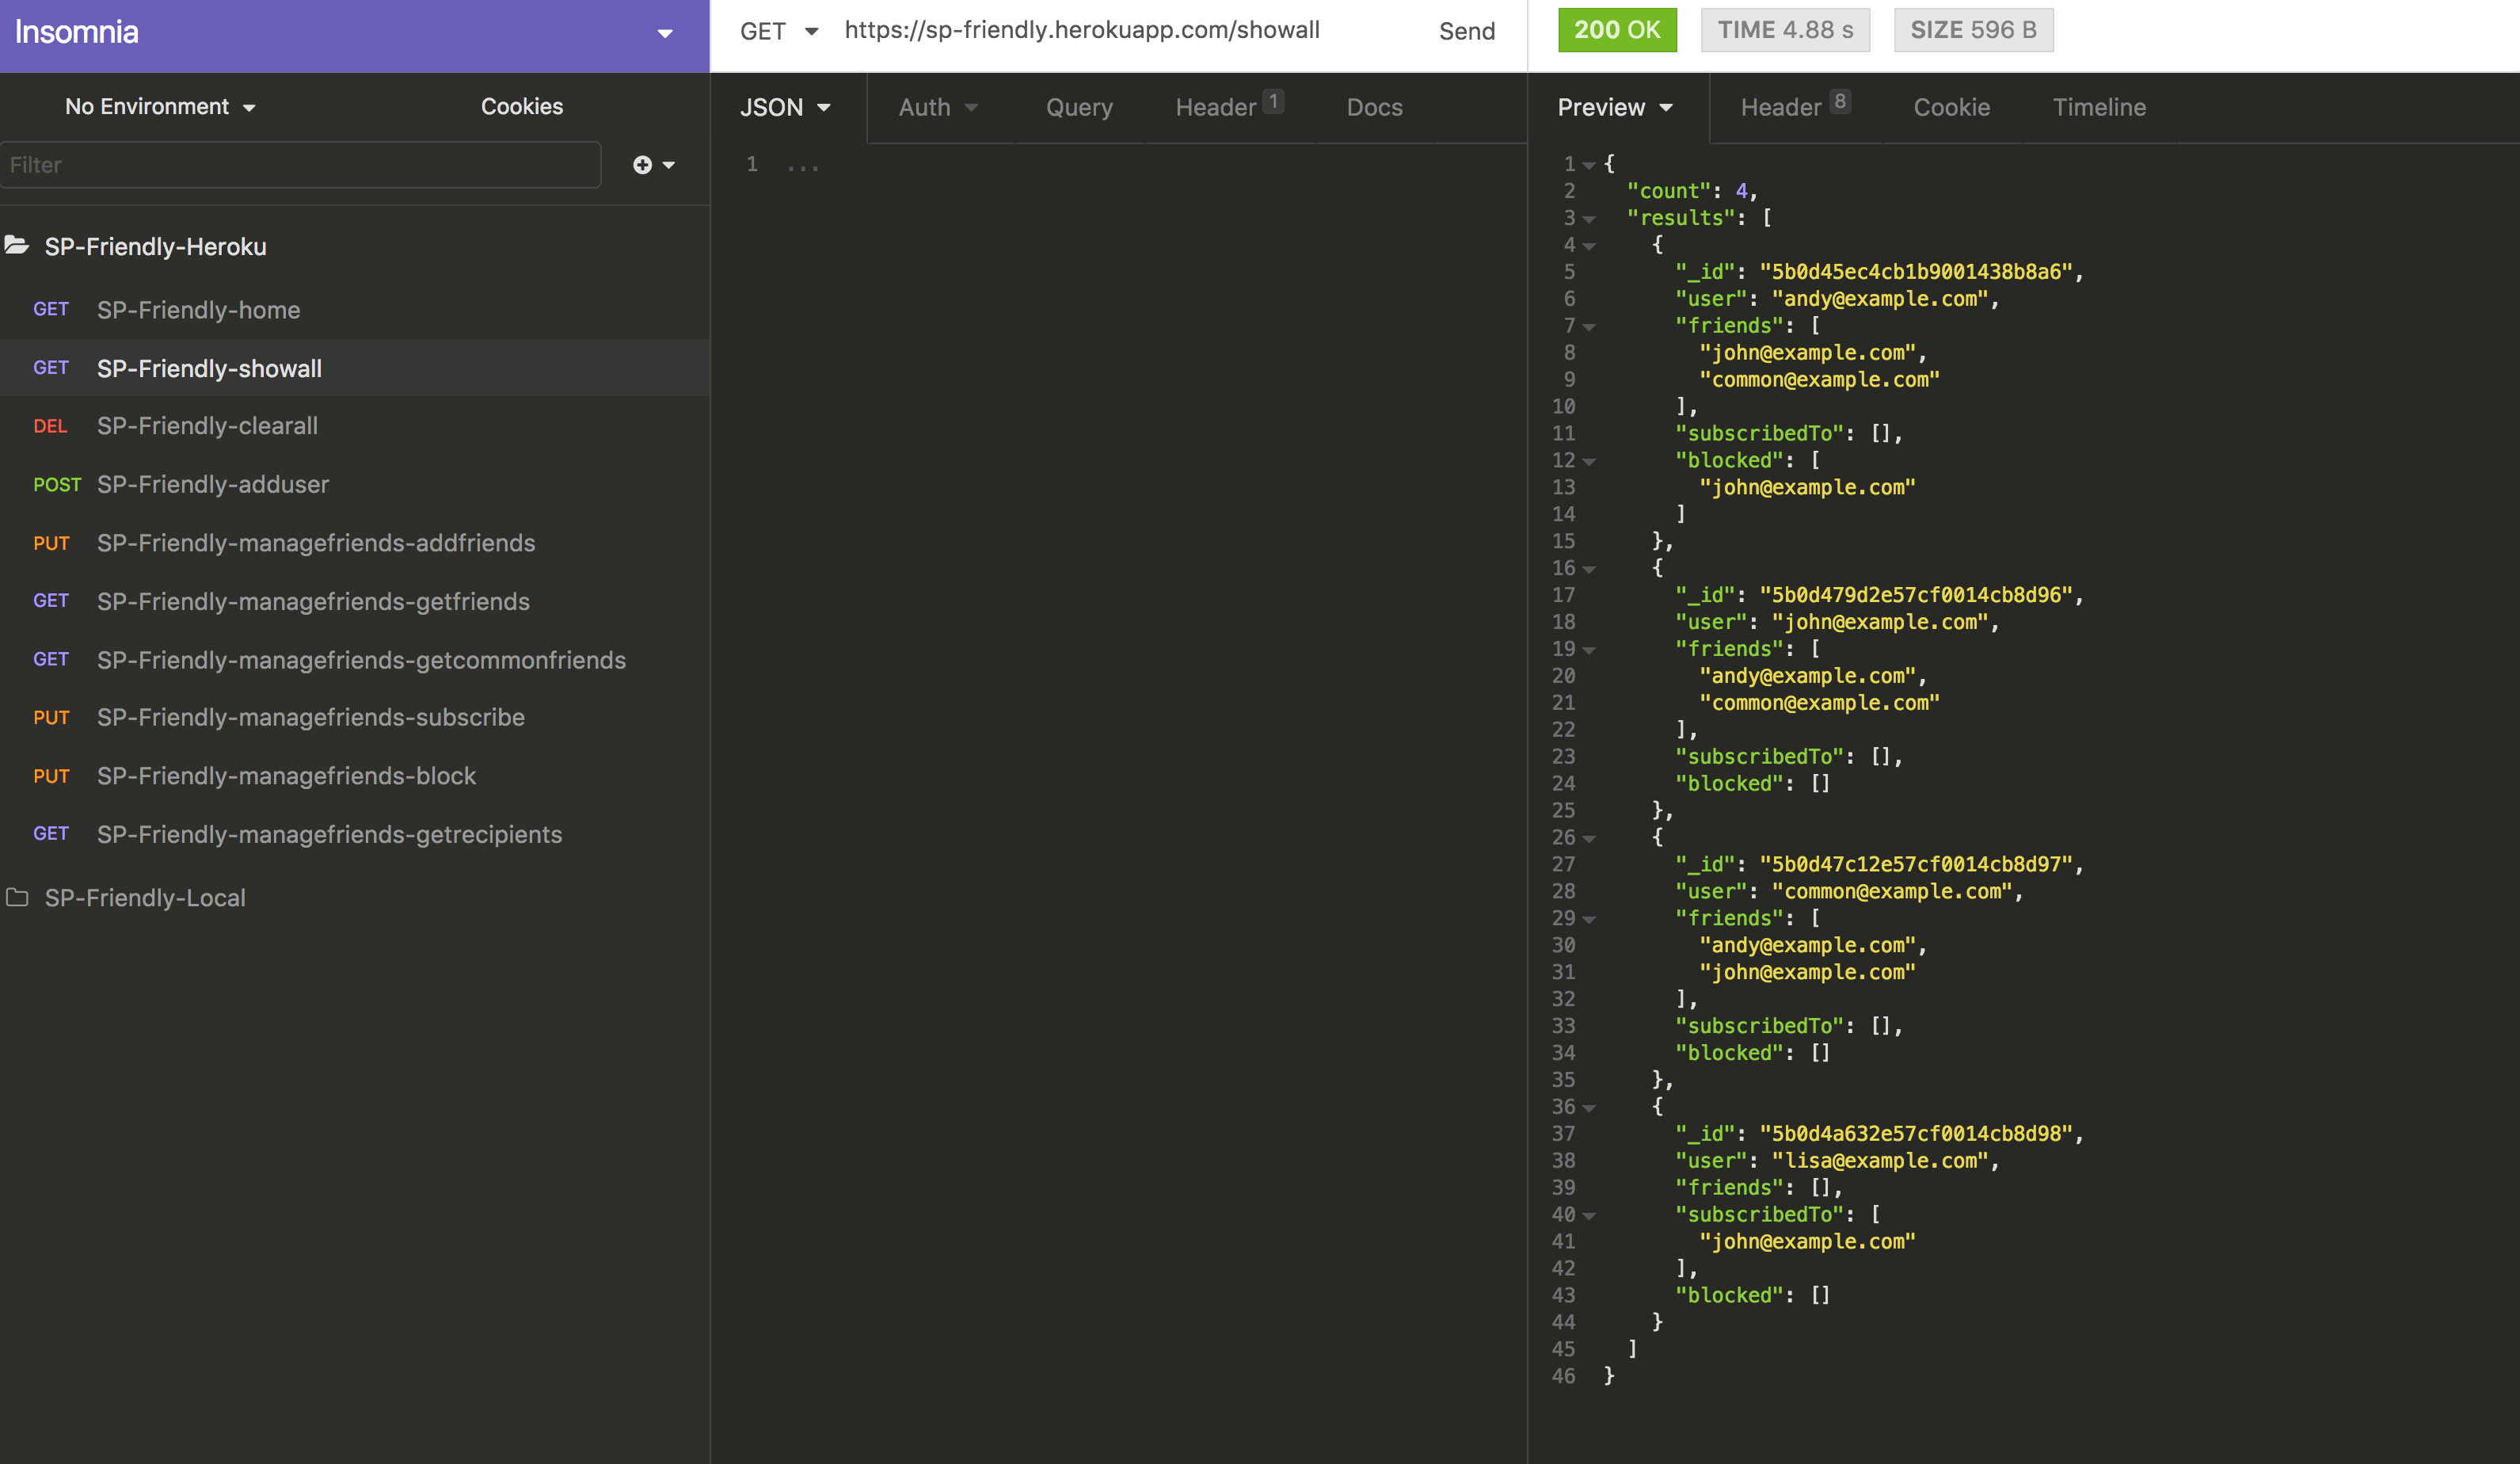 Insomnia
GET https://sp-friendly.herokuapp.com/showall Send
200 OK TIME 4.88 s SIZE 596 B
No Environment Cookies
Filter
SP-Friendly-Heroku
GET SP-Friendly-home
GET SP-Friendly-showall
DEL SP-Friendly-clearall
POST SP-Friendly-adduser
PUT SP-Friendly-managefriends-addfriends
GET SP-Friendly-managefriends-getfriends
GET SP-Friendly-managefriends-getcommonfriends
PUT SP-Friendly-managefriends-subscribe
PUT SP-Friendly-managefriends-block
GET SP-Friendly-managefriends-getrecipients
SP-Friendly-Local
JSON Auth Query Header 1 Docs
1 ...
Preview Header 8 Cookie Timeline
1 {
2 "count": 4,
3 "results": [
4 {
5 "_id": "5b0d45ec4cb1b9001438b8a6",
6 "user": "andy@example.com",
7 "friends": [
8 "john@example.com",
9 "common@example.com"
10 ],
11 "subscribedTo": [],
12 "blocked": [
13 "john@example.com"
14 ]
15 },
16 {
17 "_id": "5b0d479d2e57cf0014cb8d96",
18 "user": "john@example.com",
19 "friends": [
20 "andy@example.com",
21 "common@example.com"
22 ],
23 "subscribedTo": [],
24 "blocked": []
25 },
26 {
27 "_id": "5b0d47c12e57cf0014cb8d97",
28 "user": "common@example.com",
29 "friends": [
30 "andy@example.com",
31 "john@example.com"
32 ],
33 "subscribedTo": [],
34 "blocked": []
35 },
36 {
37 "_id": "5b0d4a632e57cf0014cb8d98",
38 "user": "lisa@example.com",
39 "friends": [],
40 "subscribedTo": [
41 "john@example.com"
42 ],
43 "blocked": []
44 }
45 ]
46 }